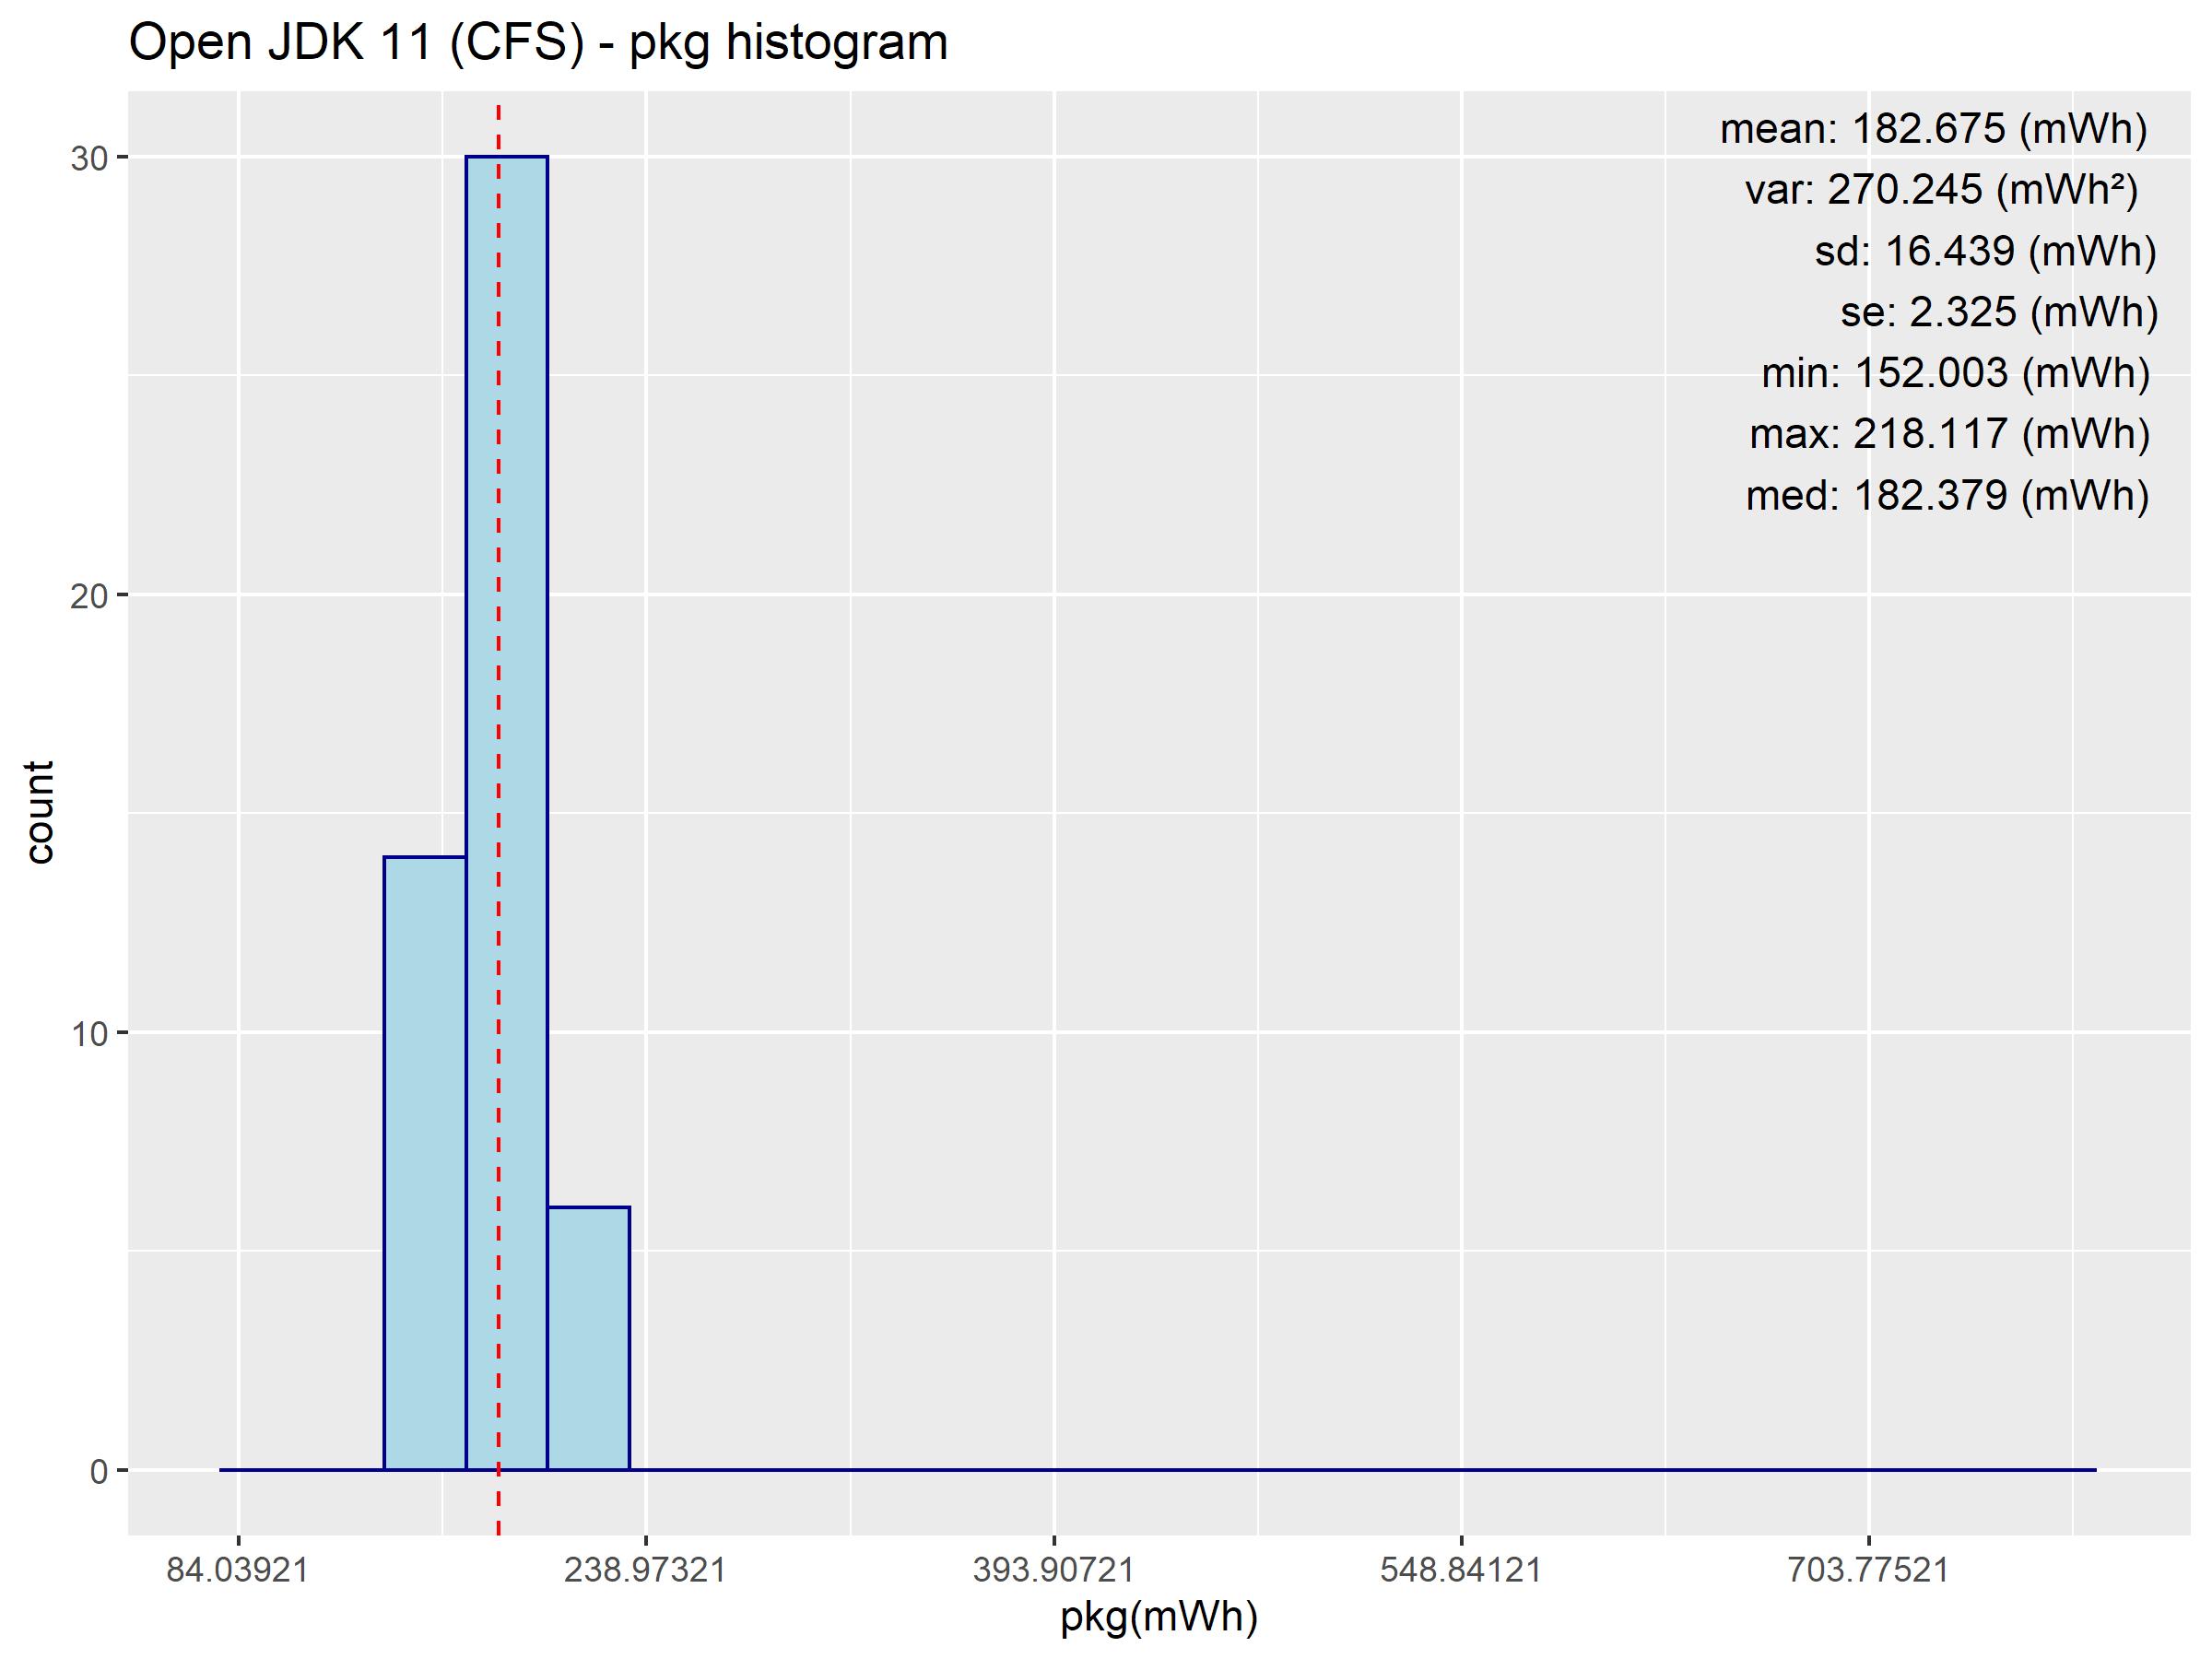 Open JDK 11 (CFS) - pkg histogram
mean: 182.675 (mWh)
var: 270.245 (mWh²)
sd: 16.439 (mWh)
se: 2.325 (mWh)
min: 152.003 (mWh)
max: 218.117 (mWh)
med: 182.379 (mWh)
30
20
10
0
count
84.03921 238.97321 393.90721 548.84121 703.77521
pkg(mWh)